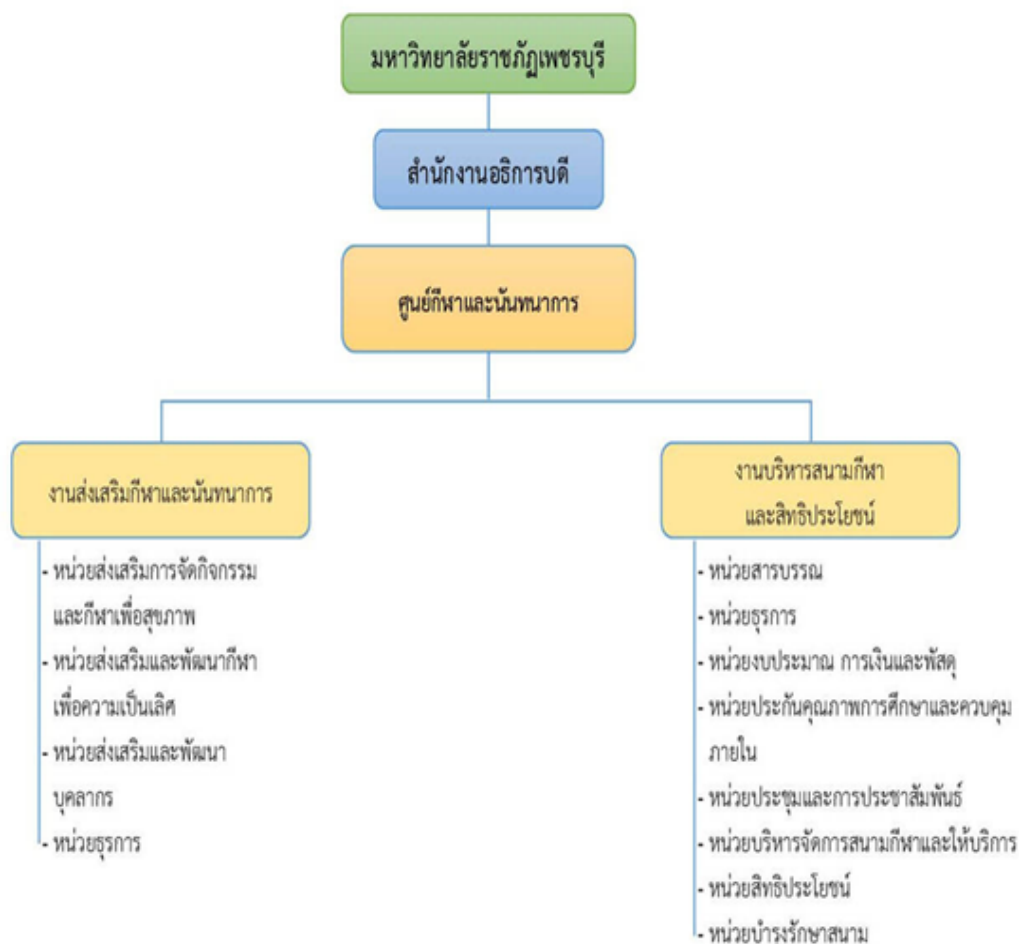 มหาวิทยาลัยราชภัฏเพชรบุรี
สำนักงานอธิการบดี
ศูนย์กีฬาและนันทนาการ
งานส่งเสริมกีฬาและนันทนาการ
- หน่วยส่งเสริมการจัดกิจกรรม
และกีฬาเพื่อสุขภาพ
- หน่วยส่งเสริมและพัฒนากีฬา
เพื่อความเป็นเลิศ
- หน่วยส่งเสริมและพัฒนา
บุคลากร
- หน่วยธุรการ
งานบริหารสนามกีฬา
และสิทธิประโยชน์
- หน่วยสารบรรณ
- หน่วยธุรการ
- หน่วยงบประมาณ การเงินและพัสดุ
- หน่วยประกันคุณภาพการศึกษาและควบคุม
ภายใน
- หน่วยประชุมและการประชาสัมพันธ์
- หน่วยบริหารจัดการสนามกีฬาและให้บริการ
- หน่วยสิทธิประโยชน์
- หน่วยบำรุงรักษาสนาม